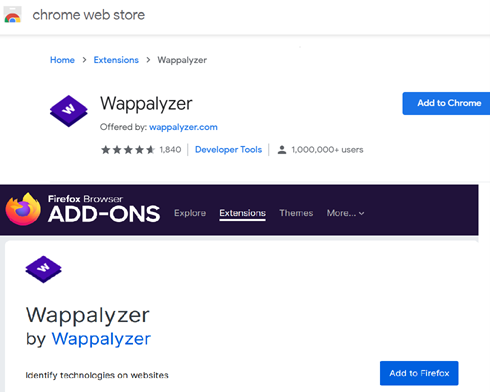 chrome web store
Home > Extensions > Wappalyzer
W
Wappalyzer
Add to Chrome
Offered by: wappalyzer.com
1,840 | Developer Tools | 1,000,000+ users
Firefox Browser
ADD-ONS
Explore Extensions Themes More...
W
Wappalyzer
by Wappalyzer
Identify technologies on websites
Add to Firefox